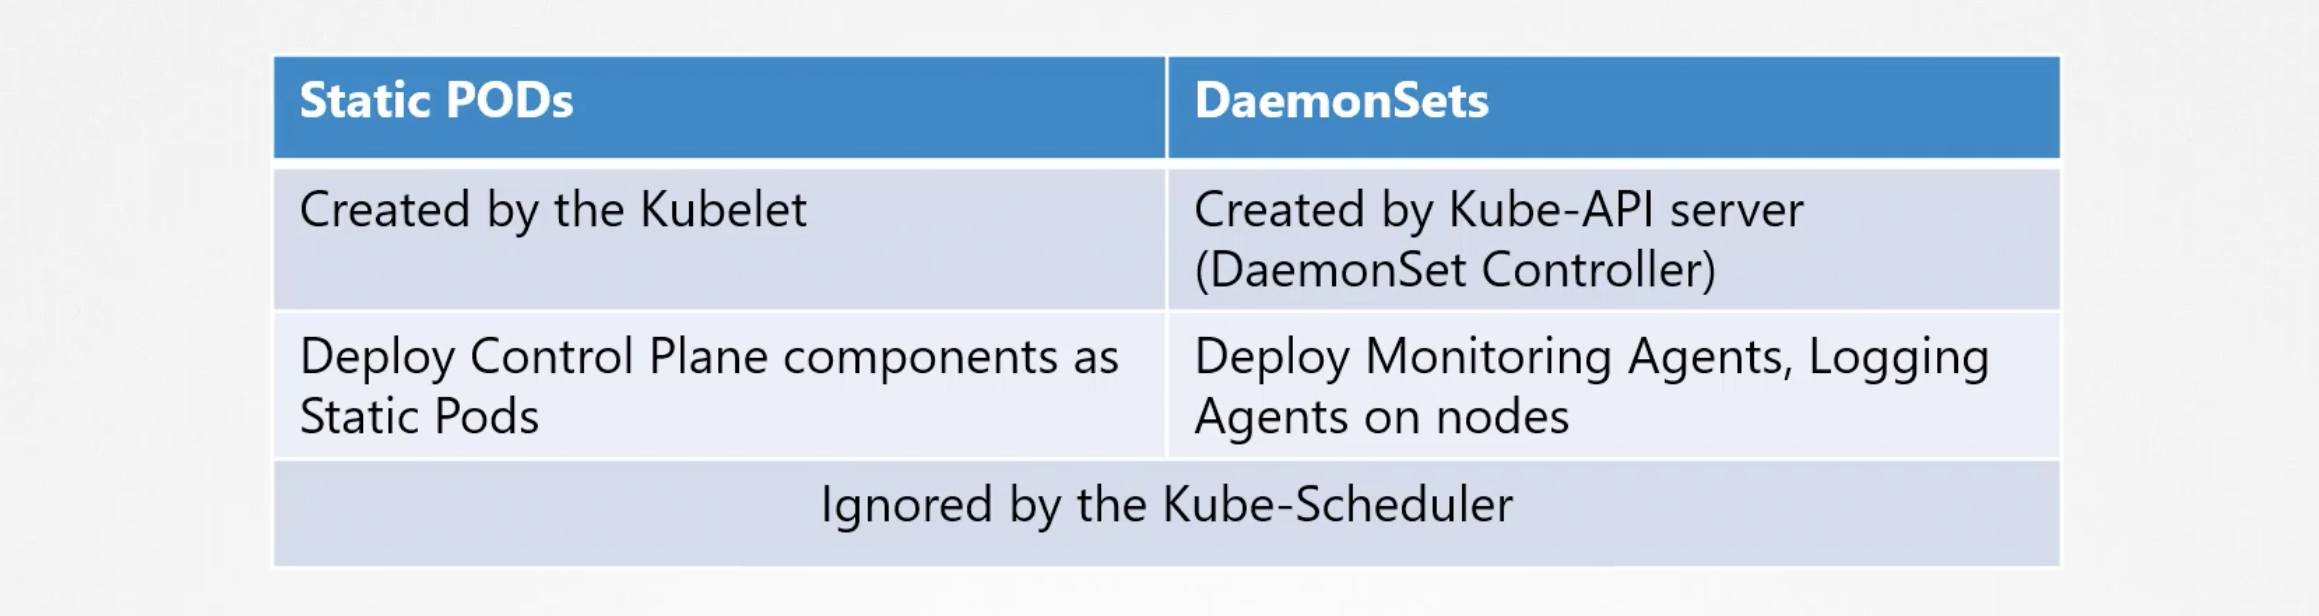 Static PODs
DaemonSets
Created by the Kubelet
Created by Kube-API server
(DaemonSet Controller)
Deploy Control Plane components as
Static Pods
Deploy Monitoring Agents, Logging
Agents on nodes
Ignored by the Kube-Scheduler